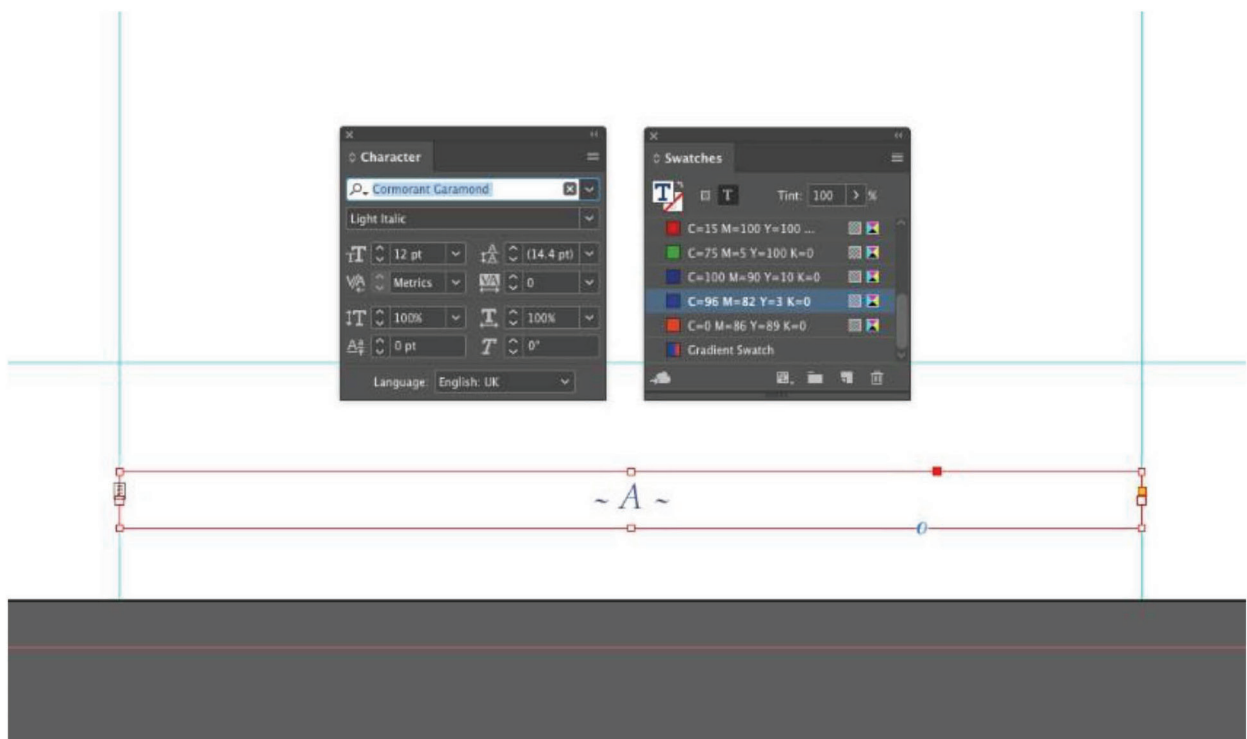 Character
Cormorant Garamond
Light Italic
12 pt
(14.4 pt)
Metrics
0
100%
100%
0 pt
0°
Language: English: UK
Swatches
Tint: 100 %
C=15 M=100 Y=100 ...
C=75 M=5 Y=100 K=0
C=100 M=90 Y=10 K=0
C=96 M=82 Y=3 K=0
C=0 M=86 Y=89 K=0
Gradient Swatch
~ A ~